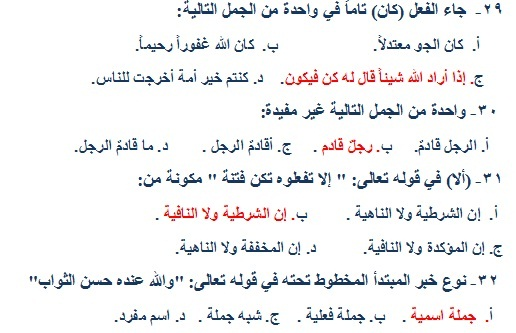 ٢٩- جاء الفعل (كان) تاماً في واحدة من الجمل التالية:
أ. كان الجو معتدلاً. ب. كان الله غفوراً رحيماً.
ج. إذا أراد الله شيئاً قال له كن فيكون. د. كنتم خير أمة أخرجت للناس.
٣٠- واحدة من الجمل التالية غير مفيدة:
أ. الرجل قادمٌ. ب. رجلٌ قادم . ج. أقادمٌ الرجل . د. ما قادمٌ الرجل.
٣١- (ألا) في قوله تعالى: " إلا تفعلوه تكن فتنة " مكونة من:
أ. إن الشرطية ولا الناهية . ب. إن الشرطية ولا النافية .
ج. إن المؤكدة ولا النافية. د. إن المخففة ولا الناهية.
٣٢- نوع خبر المبتدأ المخطوط تحته في قوله تعالى: "والله عنده حسن الثواب"
أ. جملة اسمية . ب. جملة فعلية . ج. شبه جملة . د. اسم مفرد.